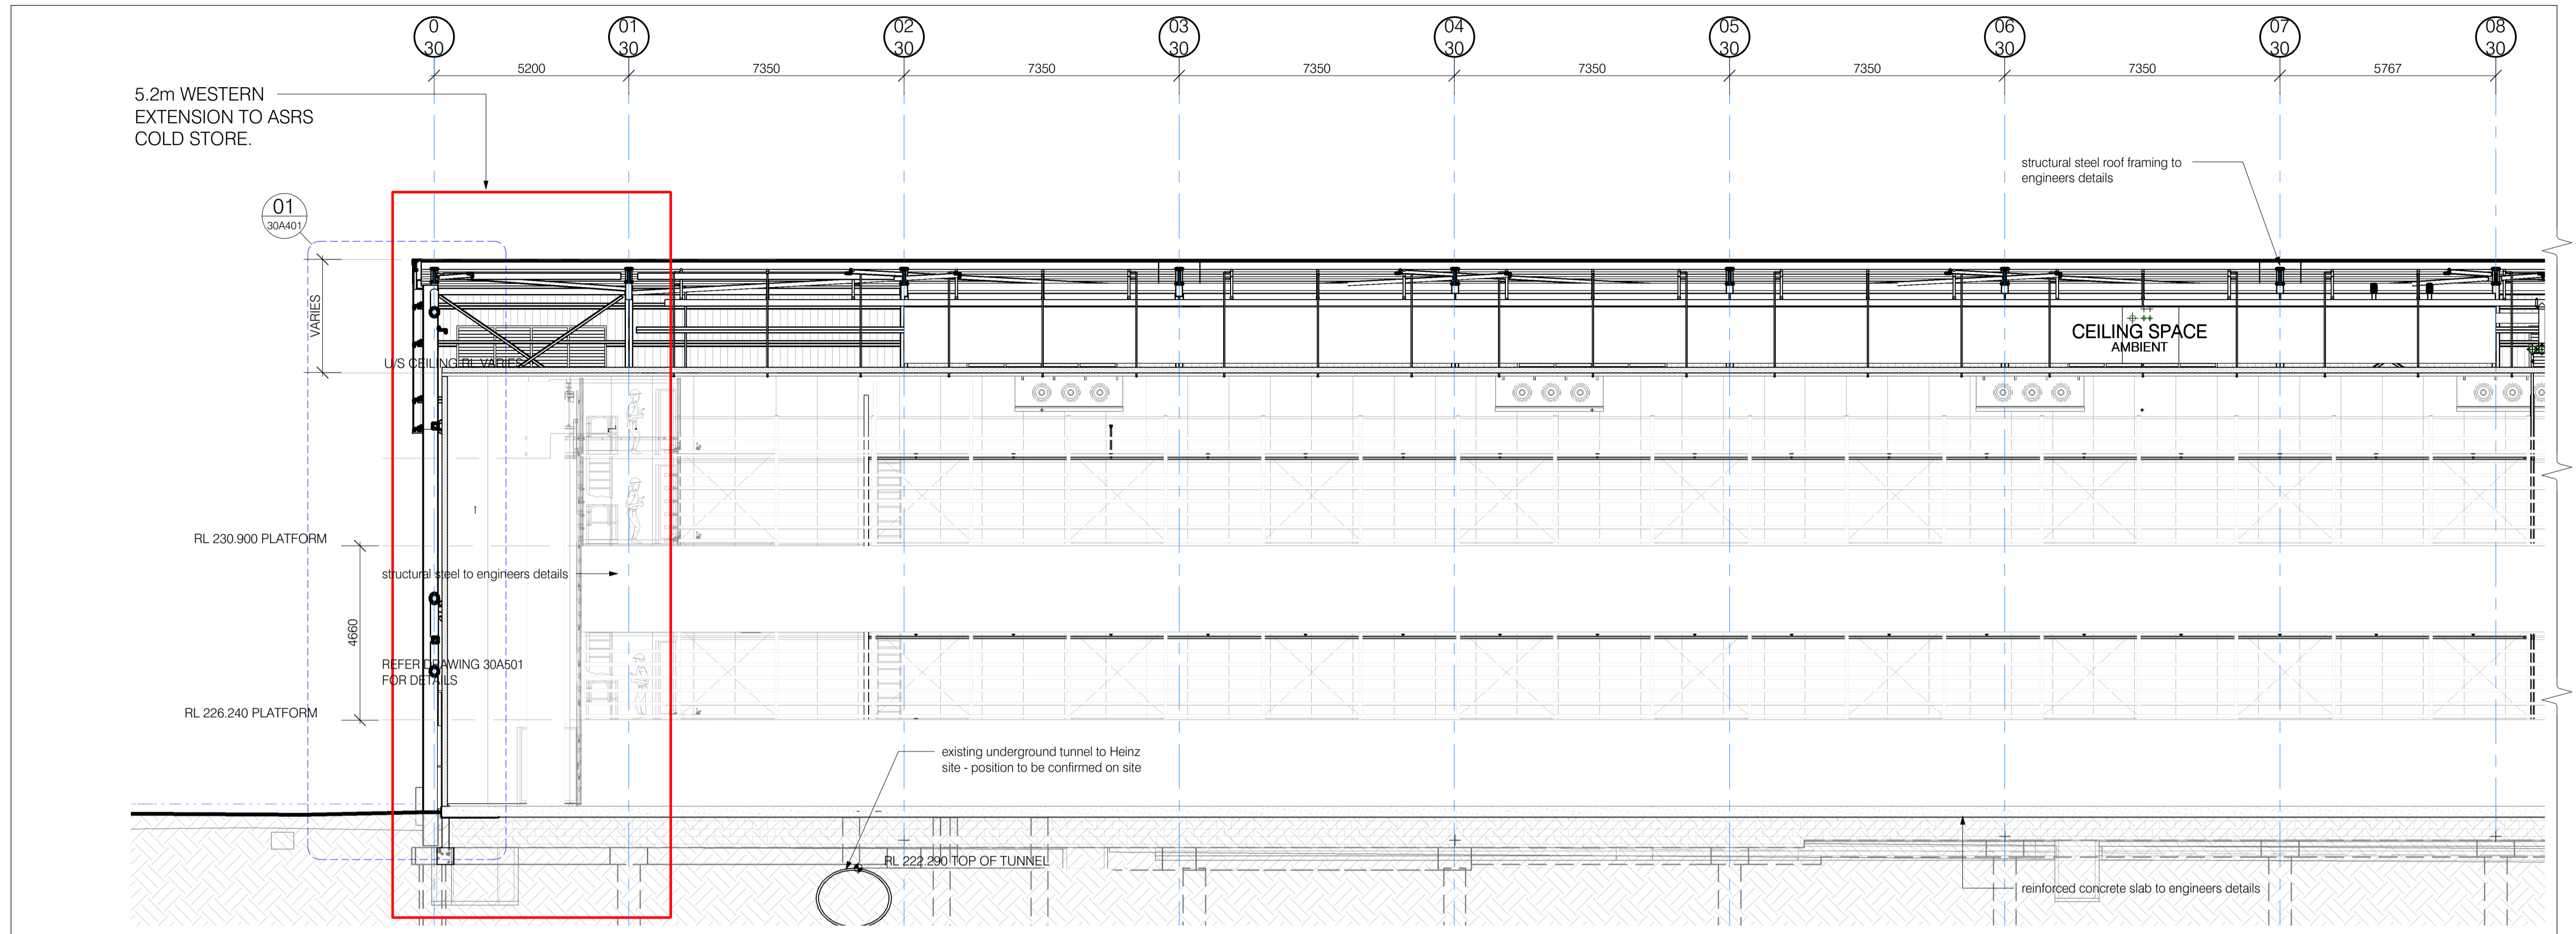 0
30
01
30
02
30
03
30
04
30
05
30
06
30
07
30
08
30
5200
7350
7350
7350
7350
7350
7350
5767
5.2m WESTERN
EXTENSION TO ASRS
COLD STORE.
structural steel roof framing to
engineers details
01
30A401
VARIES
CEILING SPACE
AMBIENT
U/S CEILING RL VARIES
RL 230.900 PLATFORM
structural steel to engineers details
4660
REFER DRAWING 30A501
FOR DETAILS
RL 226.240 PLATFORM
existing underground tunnel to Heinz
site - position to be confirmed on site
RL 222.290 TOP OF TUNNEL
reinforced concrete slab to engineers details